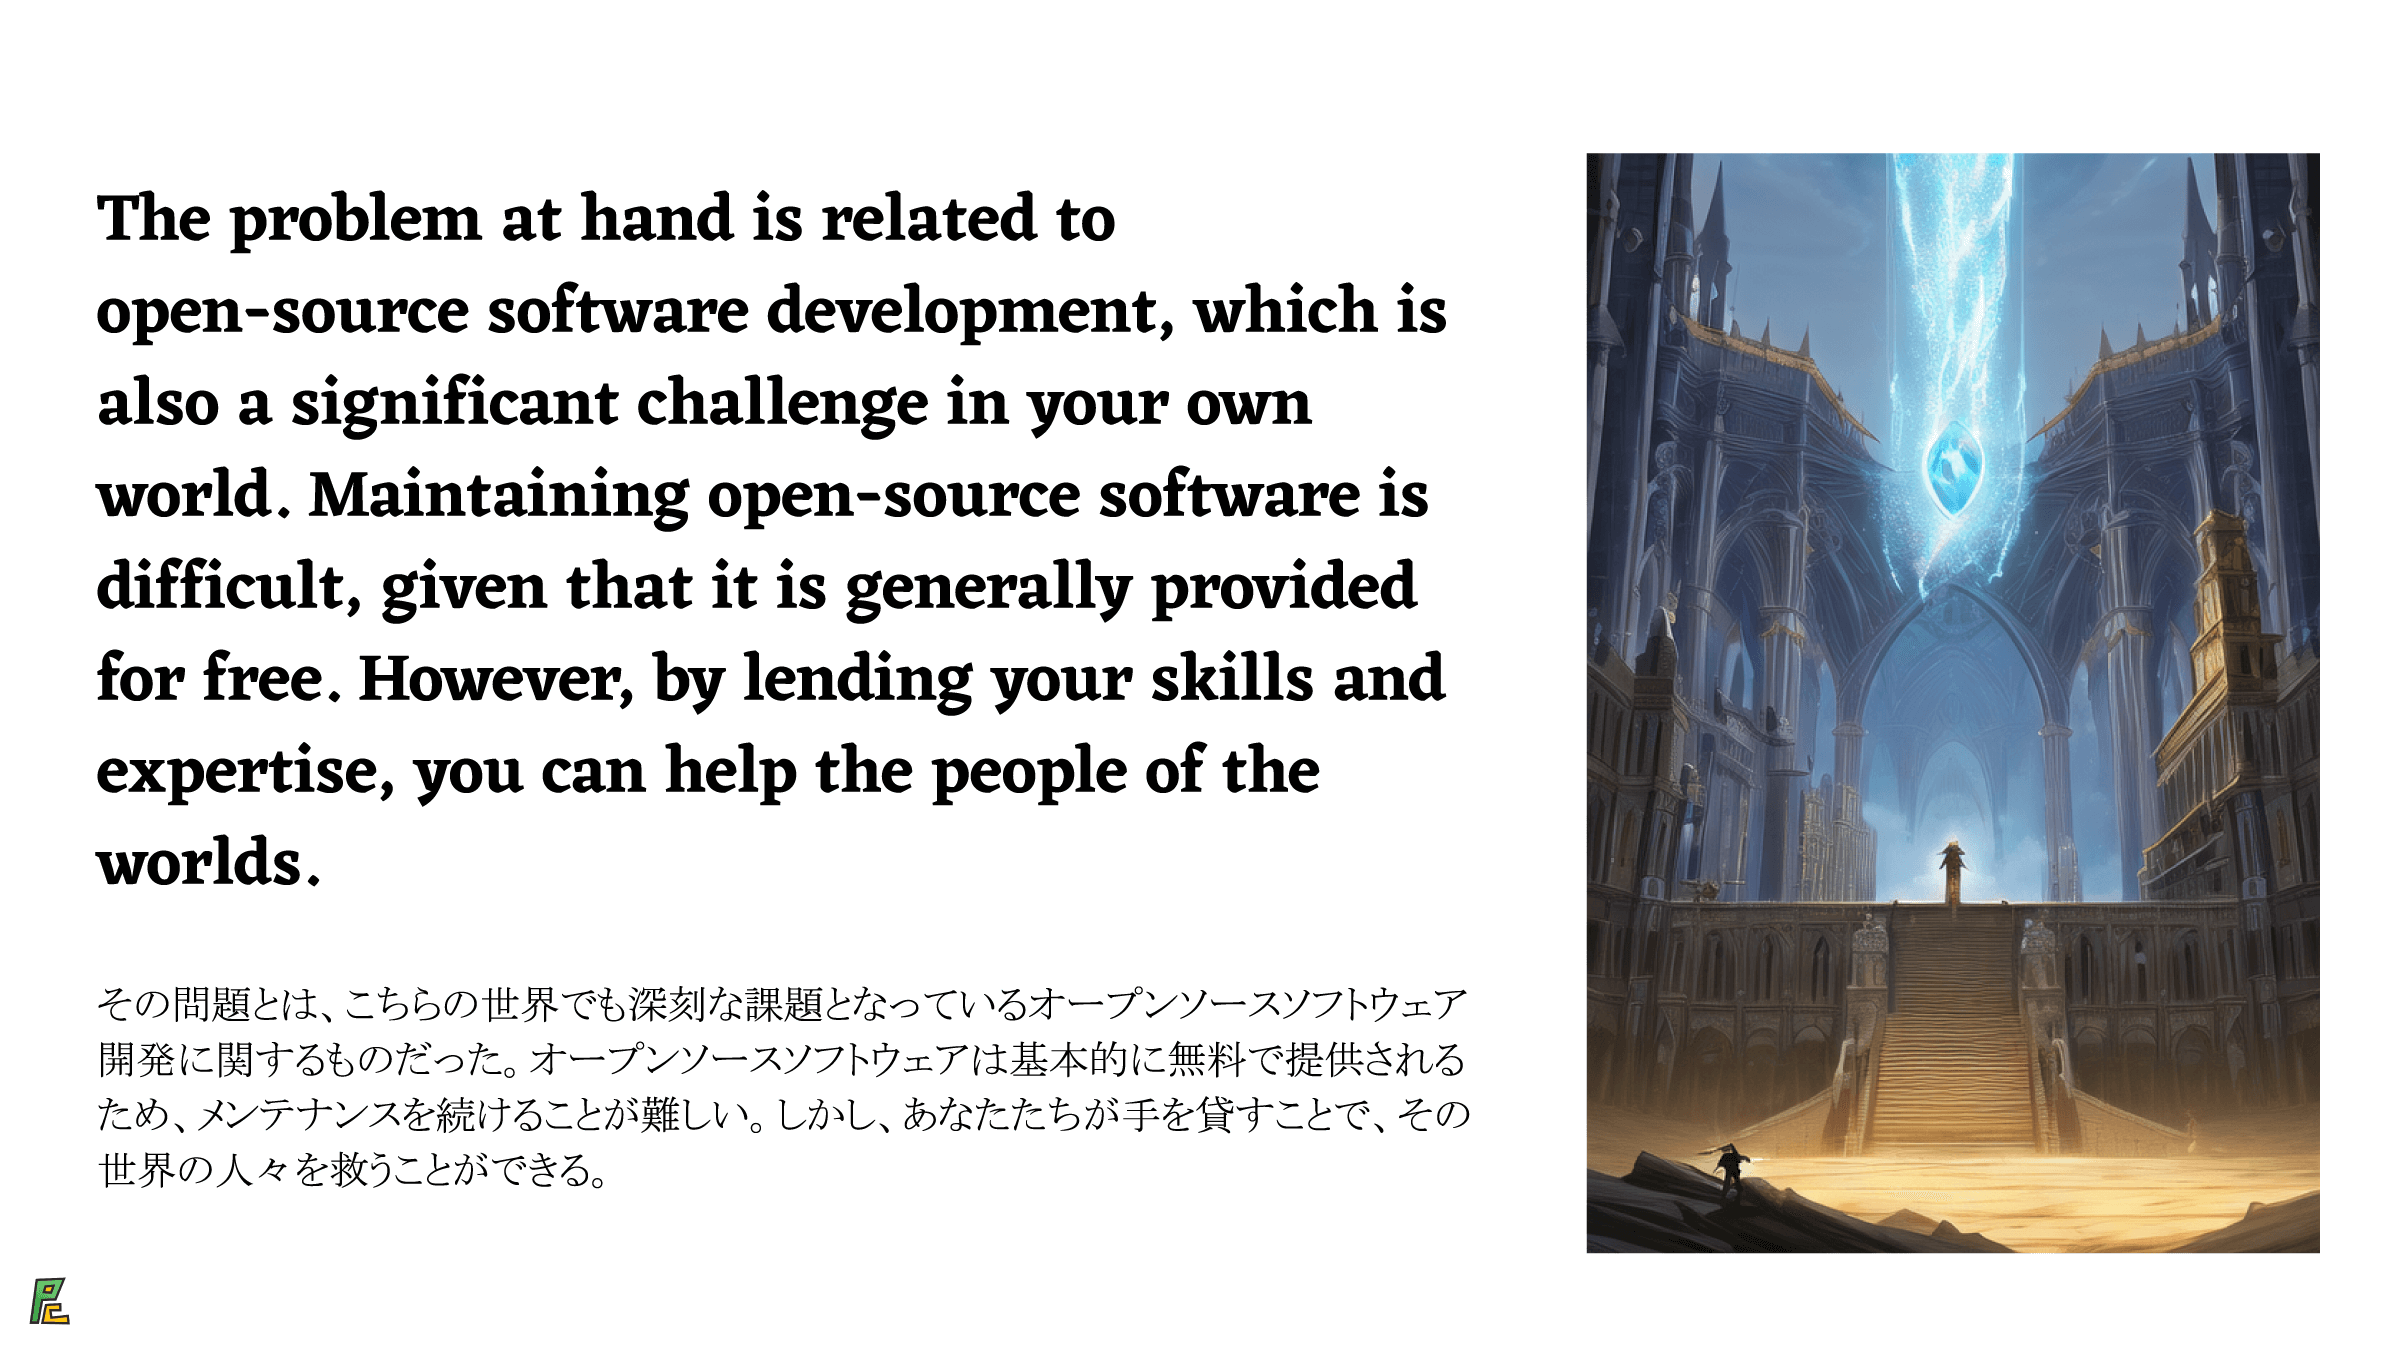 The problem at hand is related to
open-source software development, which is
also a significant challenge in your own
world. Maintaining open-source software is
difficult, given that it is generally provided
for free. However, by lending your skills and
expertise, you can help the people of the
worlds.
その問題とは、こちらの世界でも深刻な課題となっているオープンソースソフトウェア
開発に関するものだった。オープンソースソフトウェアは基本的に無料で提供される
ため、メンテナンスを続けることが難しい。しかし、あなたたちが手を貸すことで、その
世界の人々を救うことができる。
PC